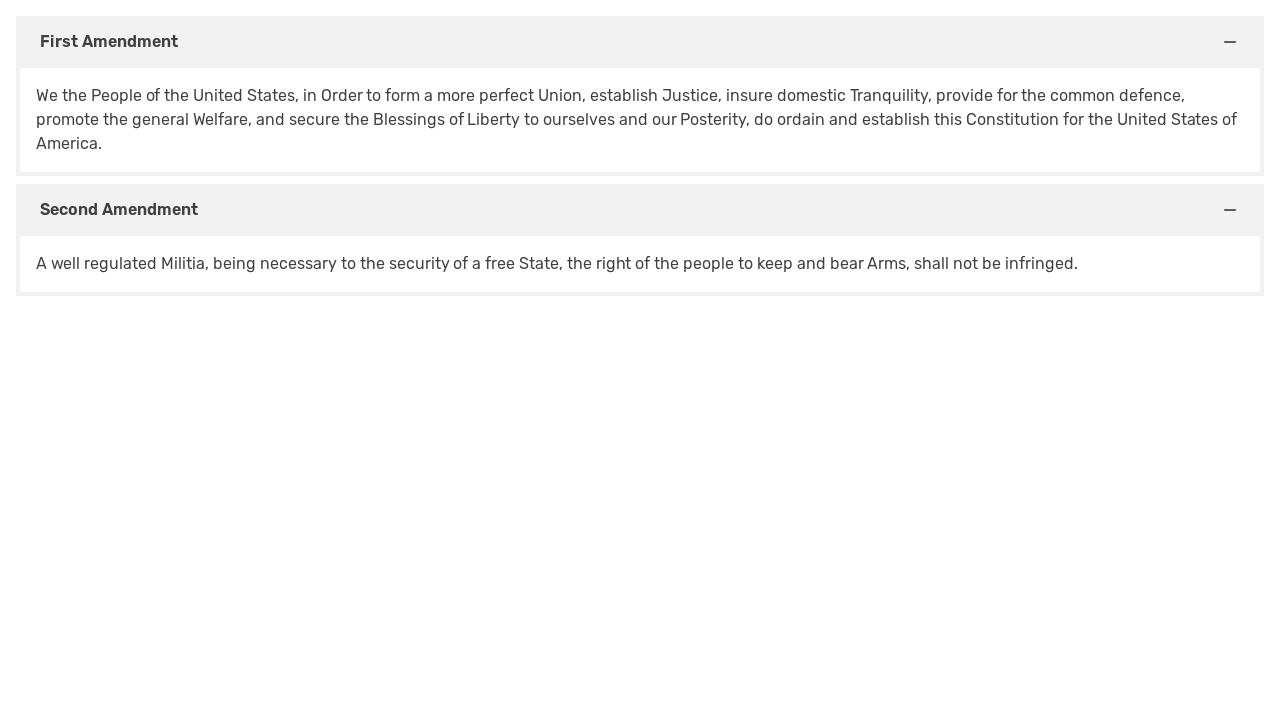 First Amendment
We the People of the United States, in Order to form a more perfect Union, establish Justice, insure domestic Tranquility, provide for the common defence,
promote the general Welfare, and secure the Blessings of Liberty to ourselves and our Posterity, do ordain and establish this Constitution for the United States of
America.
Second Amendment
A well regulated Militia, being necessary to the security of a free State, the right of the people to keep and bear Arms, shall not be infringed.